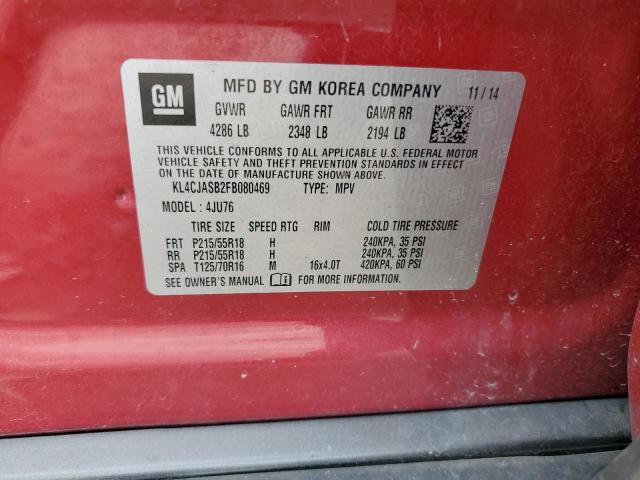 GM
MFD BY GM KOREA COMPANY 11 / 14
GVWR GAWR FRT GAWR RR
4286 LB 2348 LB 2194 LB
THIS VEHICLE CONFORMS TO ALL APPLICABLE U.S. FEDERAL MOTOR
VEHICLE SAFETY AND THEFT PREVENTION STANDARDS IN EFFECT
ON THE DATE OF MANUFACTURE SHOWN ABOVE.
KL4CJASB2FB080469 TYPE: MPV
MODEL : 4JU76
TIRE SIZE SPEED RTG RIM COLD TIRE PRESSURE
FRT P215/55R18 H 240KPA, 35 PSI
RR P215/55R18 H 240KPA, 35 PSI
SPA T125/70R16 M 16x4.0T 420KPA, 60 PSI
SEE OWNER'S MANUAL FOR MORE INFORMATION.